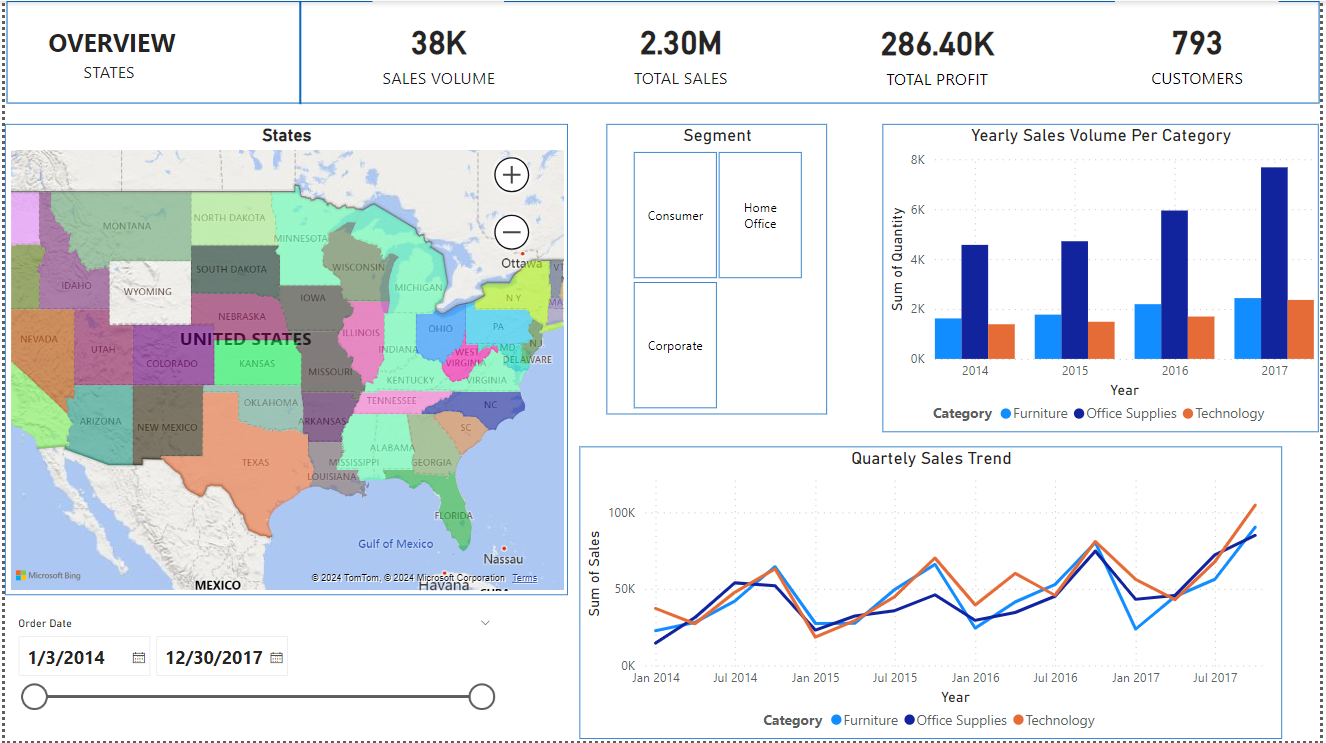 OVERVIEW
STATES
38K
SALES VOLUME
2.30M
TOTAL SALES
286.40K
TOTAL PROFIT
793
CUSTOMERS
States
MONTANA
NORTH DAKOTA
MINNESOTA
Ottawa
SOUTH DAKOTA
WISCONSIN
VT
IDAHO
WYOMING
MICHIGAN
IOWA
N Y
MA
NEBRASKA
NEVADA
UNITED STATES
ILLINOIS
OHIO
PA
UTAH
COLORADO
KANSAS
INDIANA
WEST
VIRGINIA
MD
N J
DELAWARE
MISSOURI
KENTUCKY
VIRGINIA
OKLAHOMA
TENNESSEE
NC
ARIZONA
NEW MEXICO
ARKANSAS
SC
TEXAS
ALABAMA
MISSISSIPPI
GEORGIA
LOUISIANA
FLORIDA
Gulf of Mexico
Nassau
Microsoft Bing
MEXICO
© 2024 TomTom, © 2024 Microsoft Corporation Terms
Havana
Order Date
1/3/2014
12/30/2017
Segment
Consumer
Home
Office
Corporate
Yearly Sales Volume Per Category
Sum of Quantity
8K
6K
4K
2K
0K
2014 2015 2016 2017
Year
Category Furniture Office Supplies Technology
Quartely Sales Trend
Sum of Sales
100K
50K
0K
Jan 2014 Jul 2014 Jan 2015 Jul 2015 Jan 2016 Jul 2016 Jan 2017 Jul 2017
Year
Category Furniture Office Supplies Technology